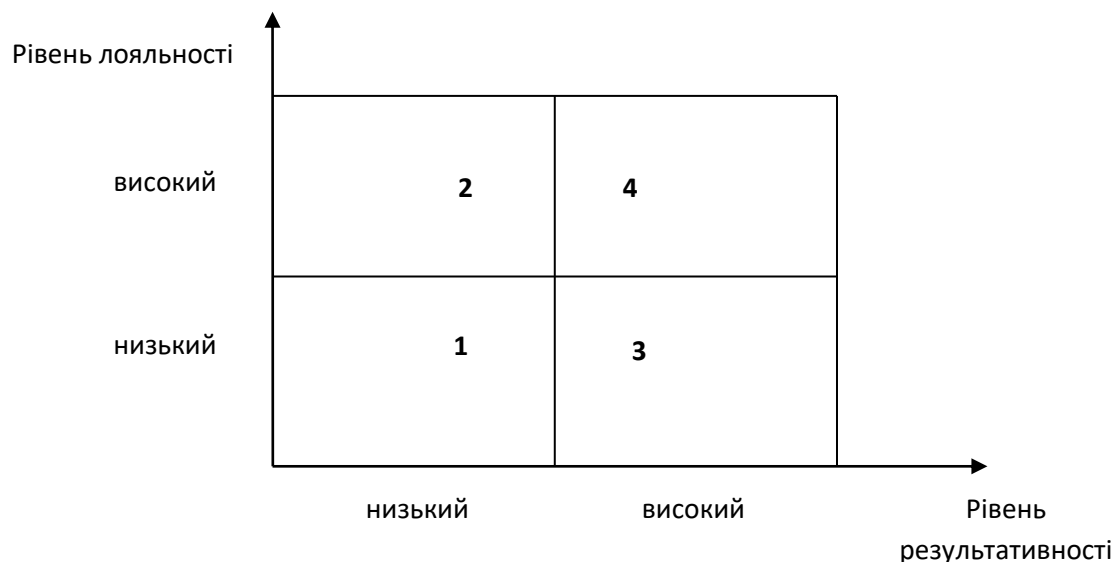 Рівень лояльності
високий
2
4
низький
1
3
низький
високий
Рівень
результативності